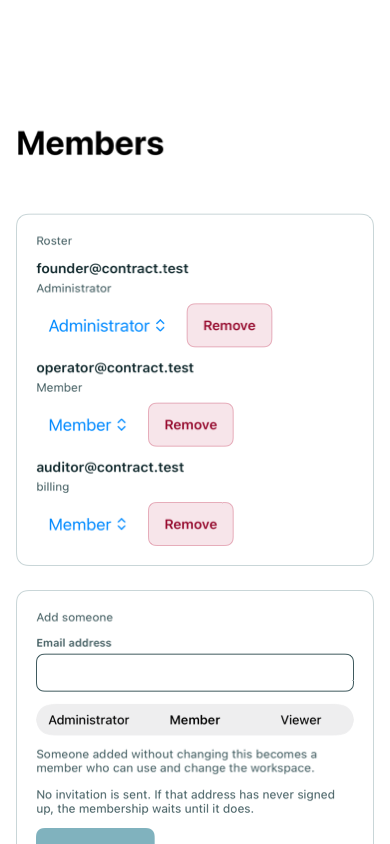 Members
Roster
founder@contract.test
Administrator
Administrator Remove
operator@contract.test
Member
Member Remove
auditor@contract.test
billing
Member Remove
Add someone
Email address
Administrator Member Viewer
Someone added without changing this becomes a
member who can use and change the workspace.
No invitation is sent. If that address has never signed
up, the membership waits until it does.